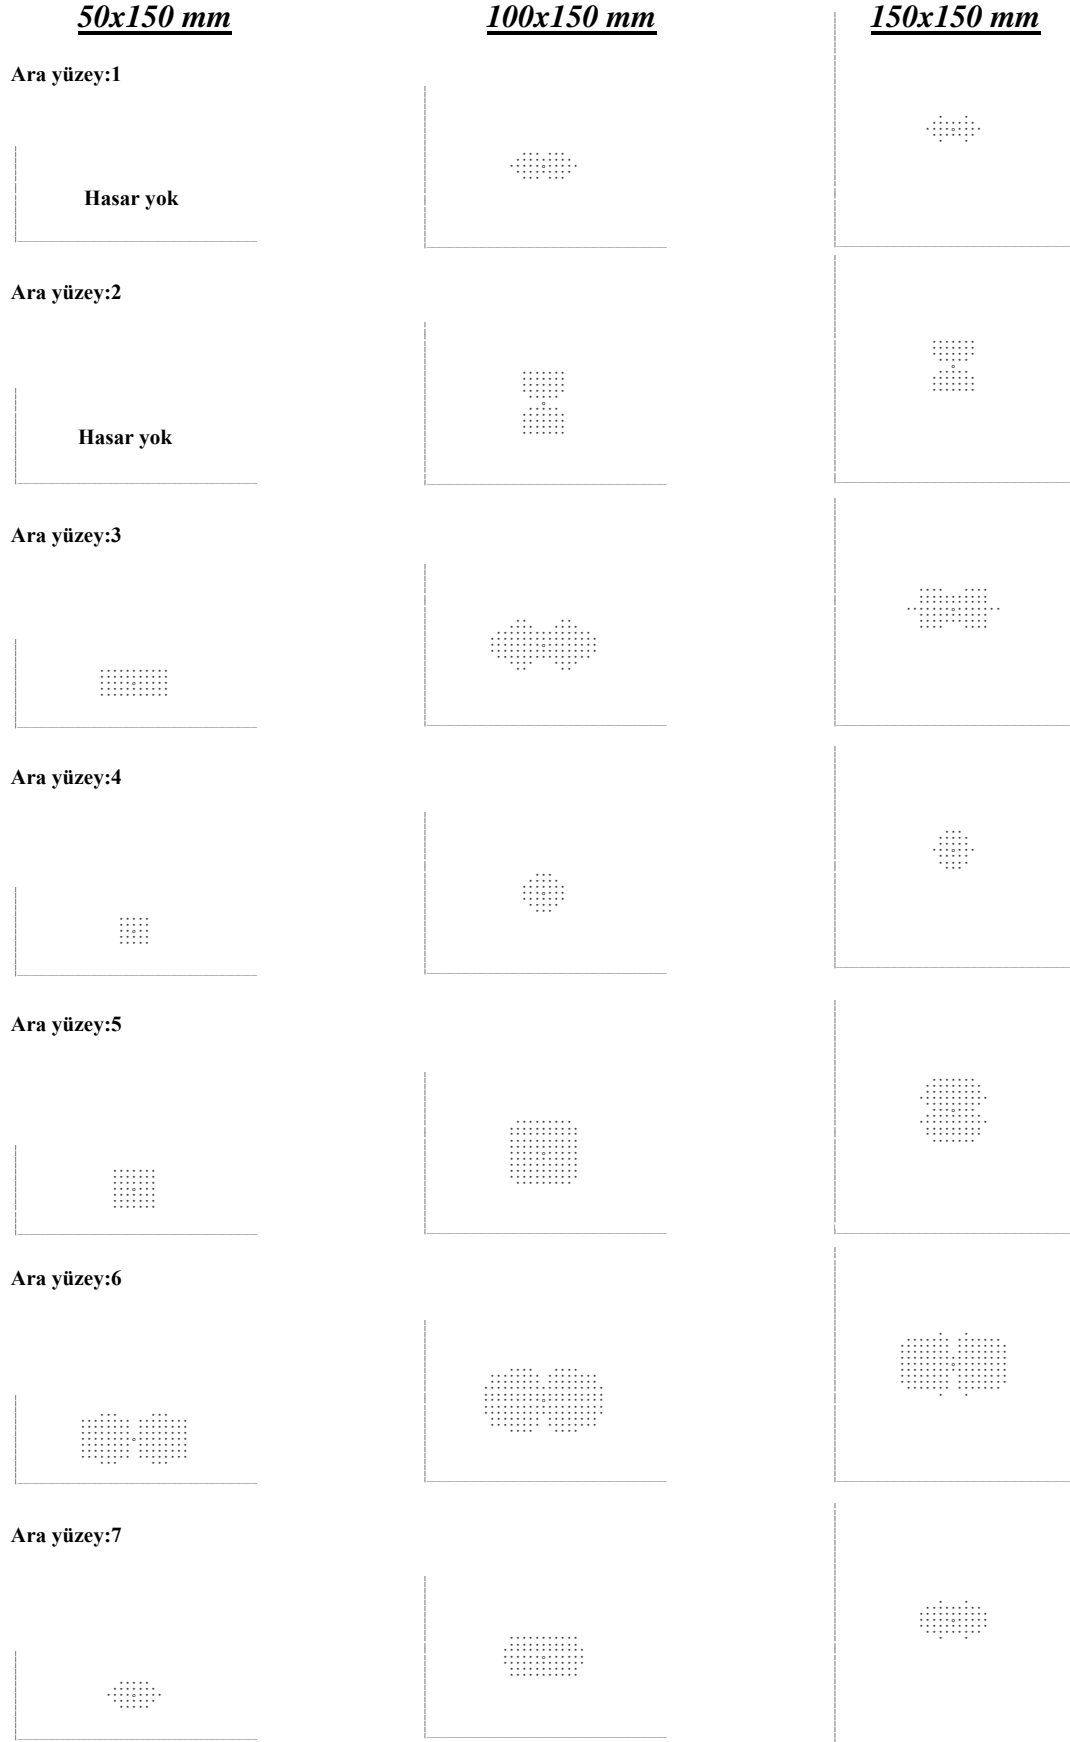 50x150 mm 100x150 mm 150x150 mm
Ara yüzey:1
Hasar yok
Ara yüzey:2
Hasar yok
Ara yüzey:3
Ara yüzey:4
Ara yüzey:5
Ara yüzey:6
Ara yüzey:7